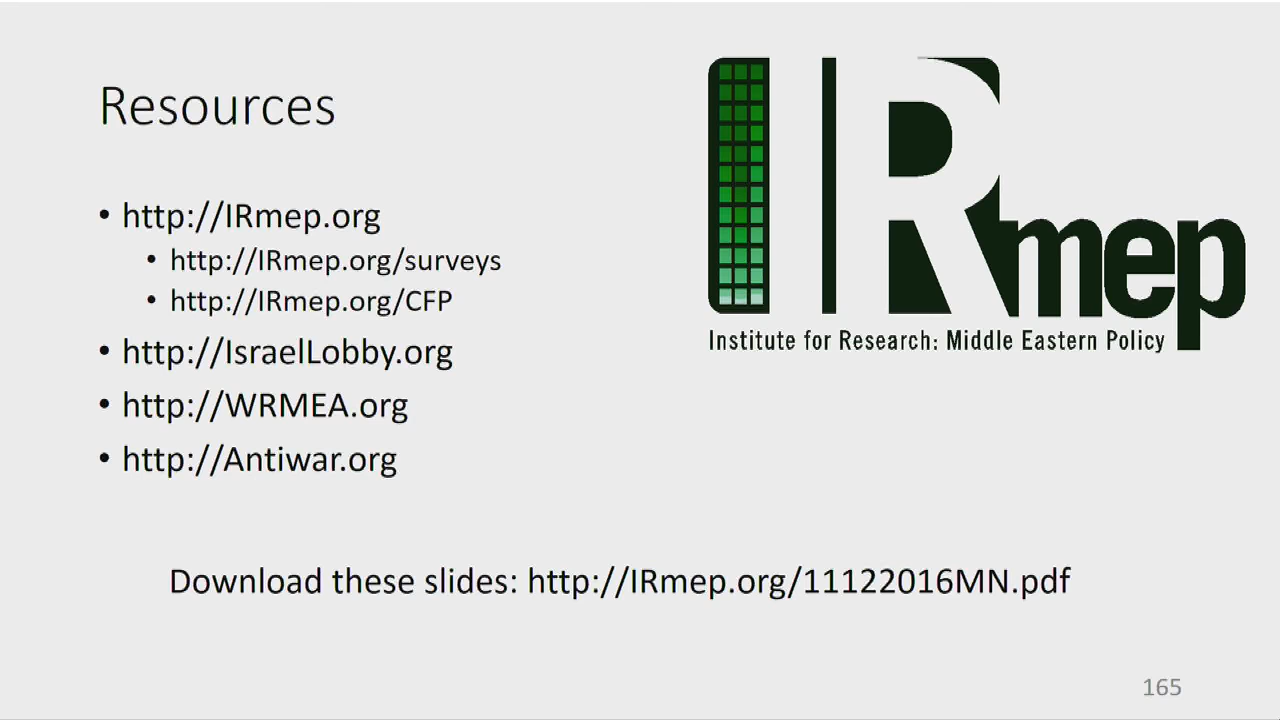 Resources
• http://IRmep.org
• http://IRmep.org/surveys
• http://IRmep.org/CFP
• http://IsraelLobby.org
• http://WRMEA.org
• http://Antiwar.org
IRmep
Institute for Research: Middle Eastern Policy
Download these slides: http://IRmep.org/11122016MN.pdf
165